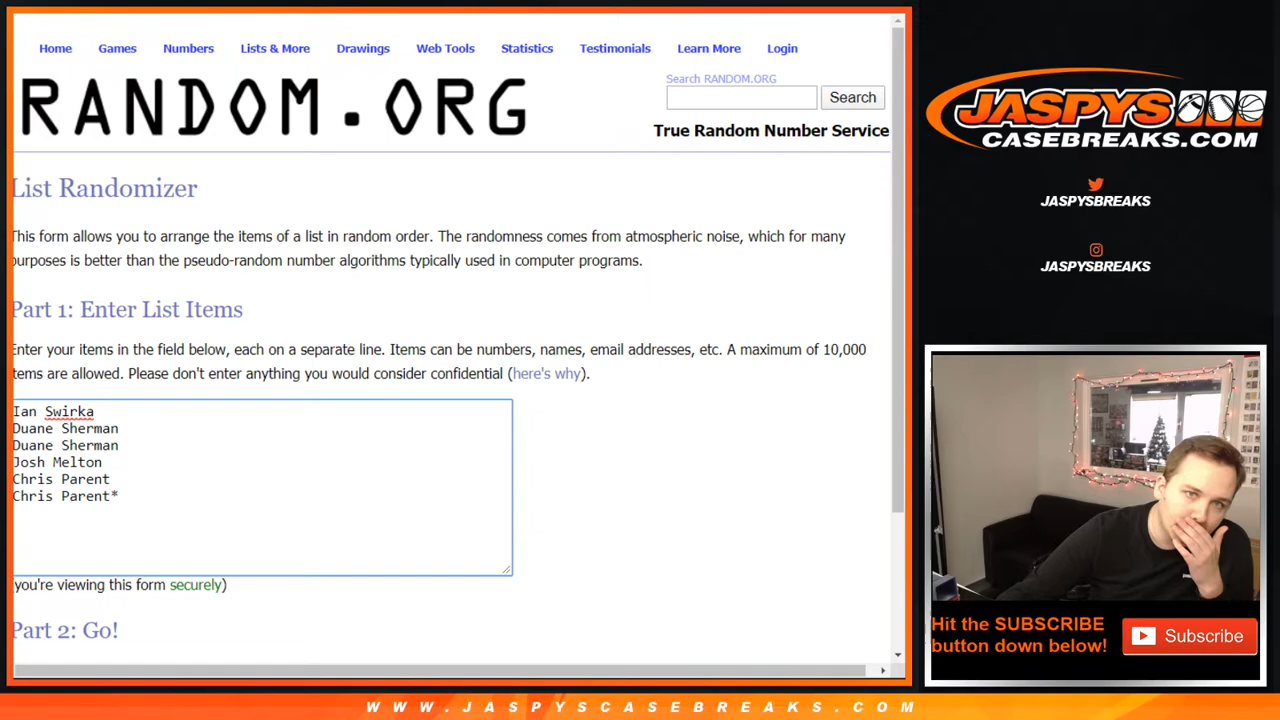 Home Games Numbers Lists & More Drawings Web Tools Statistics Testimonials Learn More Login
RANDOM.ORG
Search RANDOM.ORG
Search
True Random Number Service
List Randomizer
This form allows you to arrange the items of a list in random order. The randomness comes from atmospheric noise, which for many
purposes is better than the pseudo-random number algorithms typically used in computer programs.
Part 1: Enter List Items
Enter your items in the field below, each on a separate line. Items can be numbers, names, email addresses, etc. A maximum of 10,000
items are allowed. Please don't enter anything you would consider confidential (here's why).
Ian Swirka
Duane Sherman
Duane Sherman
Josh Melton
Chris Parent
Chris Parent*
(you're viewing this form securely)
Part 2: Go!
JASPYS
CASEBREAKS.COM
JASPYSBREAKS
JASPYSBREAKS
Hit the SUBSCRIBE
button down below!
Subscribe
WWW.JASPYSCASEBREAKS.COM